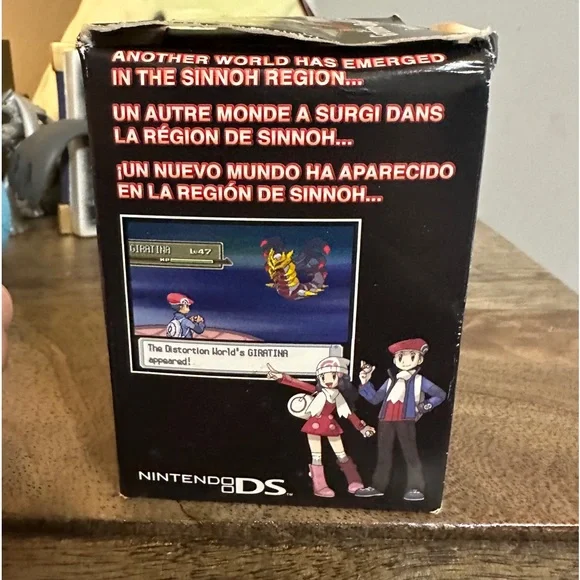 ANOTHER WORLD HAS EMERGED
IN THE SINNOH REGION...
UN AUTRE MONDE A SURGI DANS
LA RÉGION DE SINNOH...
¡UN NUEVO MUNDO HA APARECIDO
EN LA REGIÓN DE SINNOH...
GIRATINA Lv47
HP
The Distortion World's GIRATINA
appeared!
NINTENDO DS™